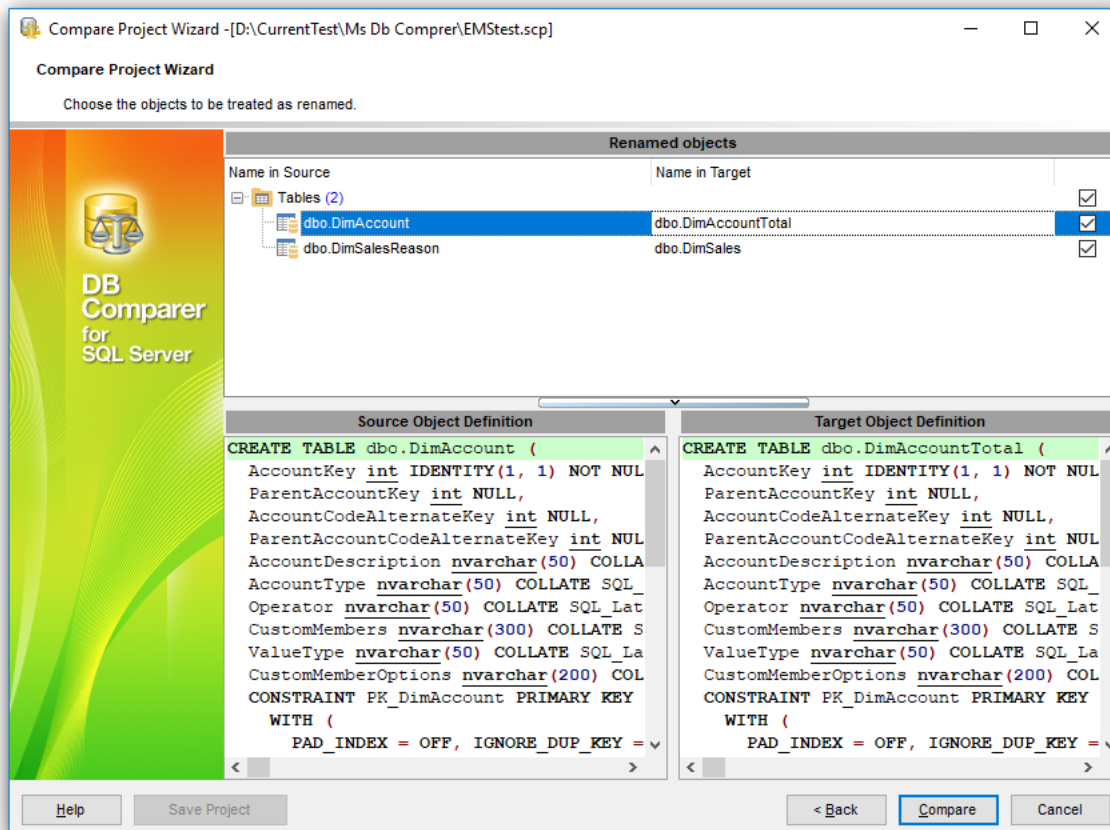 Compare Project Wizard -[D:\CurrentTest\Ms Db Comprer\EMStest.scp]
Compare Project Wizard
Choose the objects to be treated as renamed.
DB
Comparer
for
SQL Server
Renamed objects
Name in Source Name in Target
Tables (2)
dbo.DimAccount dbo.DimAccountTotal
dbo.DimSalesReason dbo.DimSales
Source Object Definition
CREATE TABLE dbo.DimAccount (
AccountKey int IDENTITY(1, 1) NOT NUL
ParentAccountKey int NULL,
AccountCodeAlternateKey int NULL,
ParentAccountCodeAlternateKey int NUL
AccountDescription nvarchar(50) COLLA
AccountType nvarchar(50) COLLATE SQL_
Operator nvarchar(50) COLLATE SQL_Lat
CustomMembers nvarchar(300) COLLATE S
ValueType nvarchar(50) COLLATE SQL_La
CustomMemberOptions nvarchar(200) COL
CONSTRAINT PK_DimAccount PRIMARY KEY
WITH (
PAD_INDEX = OFF, IGNORE_DUP_KEY =
Target Object Definition
CREATE TABLE dbo.DimAccountTotal (
AccountKey int IDENTITY(1, 1) NOT NUL
ParentAccountKey int NULL,
AccountCodeAlternateKey int NULL,
ParentAccountCodeAlternateKey int NUL
AccountDescription nvarchar(50) COLLA
AccountType nvarchar(50) COLLATE SQL_
Operator nvarchar(50) COLLATE SQL_Lat
CustomMembers nvarchar(300) COLLATE S
ValueType nvarchar(50) COLLATE SQL_La
CustomMemberOptions nvarchar(200) COL
CONSTRAINT PK_DimAccount PRIMARY KEY
WITH (
PAD_INDEX = OFF, IGNORE_DUP_KEY =
Help Save Project < Back Compare Cancel